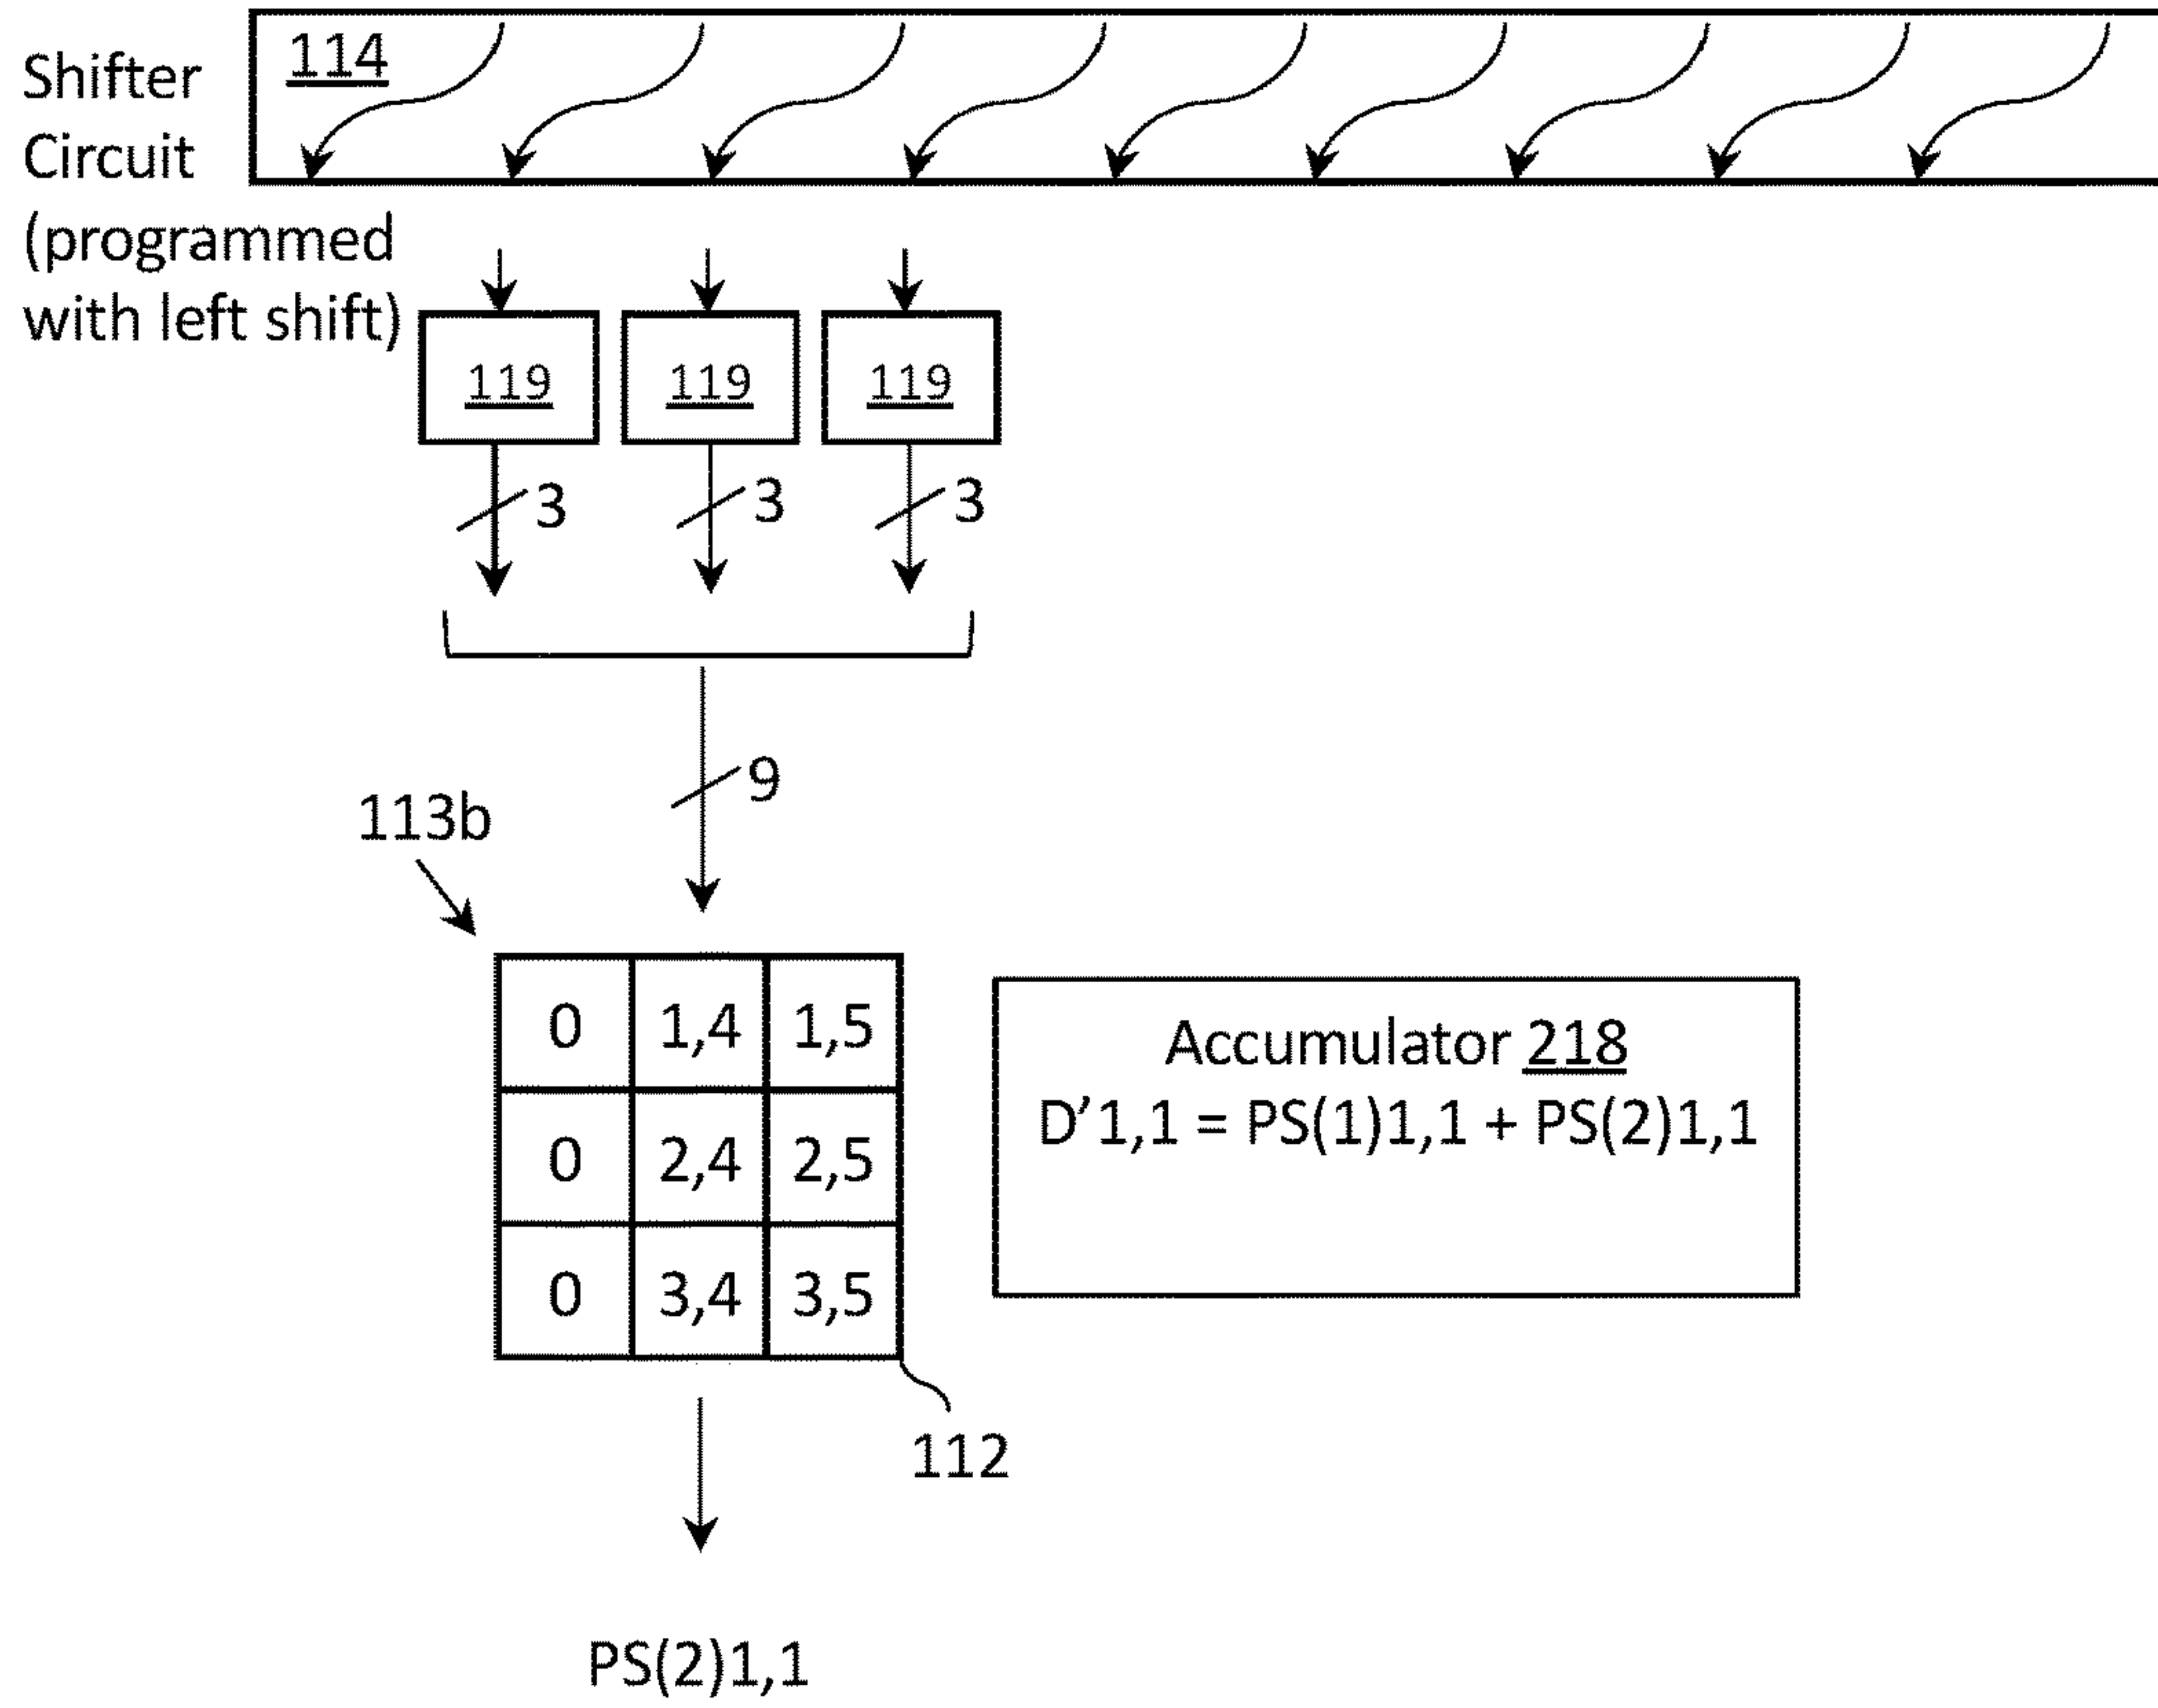 114
Shifter
Circuit
(programmed
with left shift)
119 119 119
3 3 3
9
113b
0 1,4 1,5
0 2,4 2,5
0 3,4 3,5
Accumulator 218
D’1,1 = PS(1)1,1 + PS(2)1,1
112
PS(2)1,1